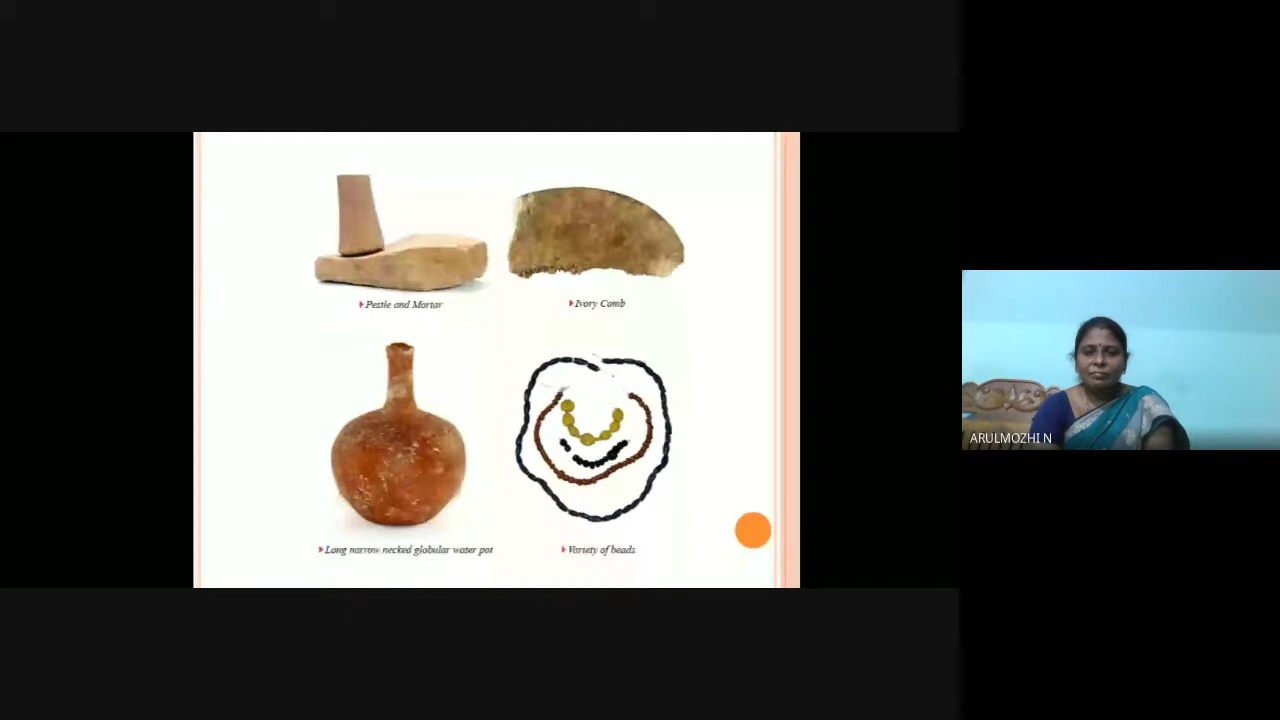 Pestle and Mortar
Ivory Comb
Long narrow necked globular water pot
Variety of beads
ARULMOZHI N